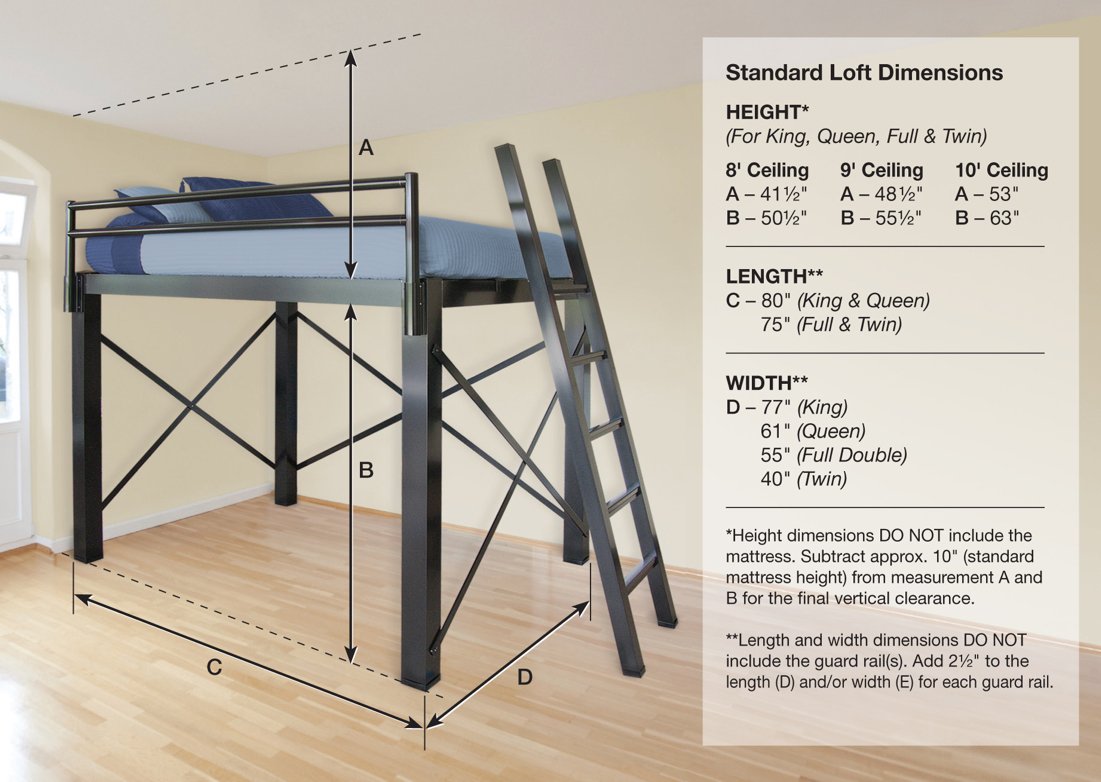 Standard Loft Dimensions
HEIGHT*
(For King, Queen, Full & Twin)
8' Ceiling 9' Ceiling 10' Ceiling
A – 41½" A – 48½" A – 53"
B – 50½" B – 55½" B – 63"
LENGTH**
C – 80" (King & Queen)
75" (Full & Twin)
WIDTH**
D – 77" (King)
61" (Queen)
55" (Full Double)
40" (Twin)
*Height dimensions DO NOT include the
mattress. Subtract approx. 10" (standard
mattress height) from measurement A and
B for the final vertical clearance.
**Length and width dimensions DO NOT
include the guard rail(s). Add 2½" to the
length (D) and/or width (E) for each guard rail.
A
B
C
D